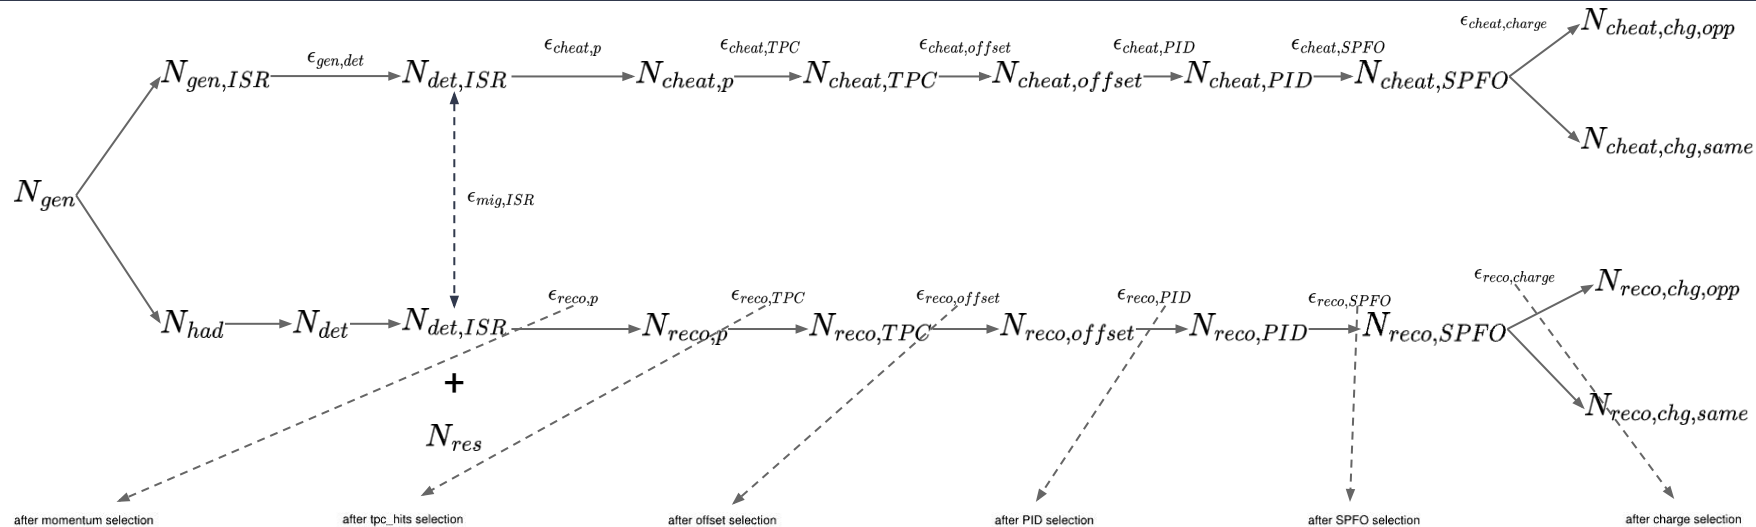 ϵ_{cheat,charge} N_{cheat,chg,opp}
ϵ_{gen,det} ϵ_{cheat,p} ϵ_{cheat,TPC} ϵ_{cheat,offset} ϵ_{cheat,PID} ϵ_{cheat,SPFO}
N_{gen,ISR} N_{det,ISR} N_{cheat,p} N_{cheat,TPC} N_{cheat,offset} N_{cheat,PID} N_{cheat,SPFO}
N_{cheat,chg,same}
N_{gen} ϵ_{mig,ISR}
ϵ_{reco,charge} N_{reco,chg,opp}
ϵ_{reco,p} ϵ_{reco,TPC} ϵ_{reco,offset} ϵ_{reco,PID} ϵ_{reco,SPFO}
N_{had} N_{det} N_{det,ISR} N_{reco,p} N_{reco,TPC} N_{reco,offset} N_{reco,PID} N_{reco,SPFO}
+
N_{reco,chg,same}
N_{res}
after momentum selection after tpc_hits selection after offset selection after PID selection after SPFO selection after charge selection